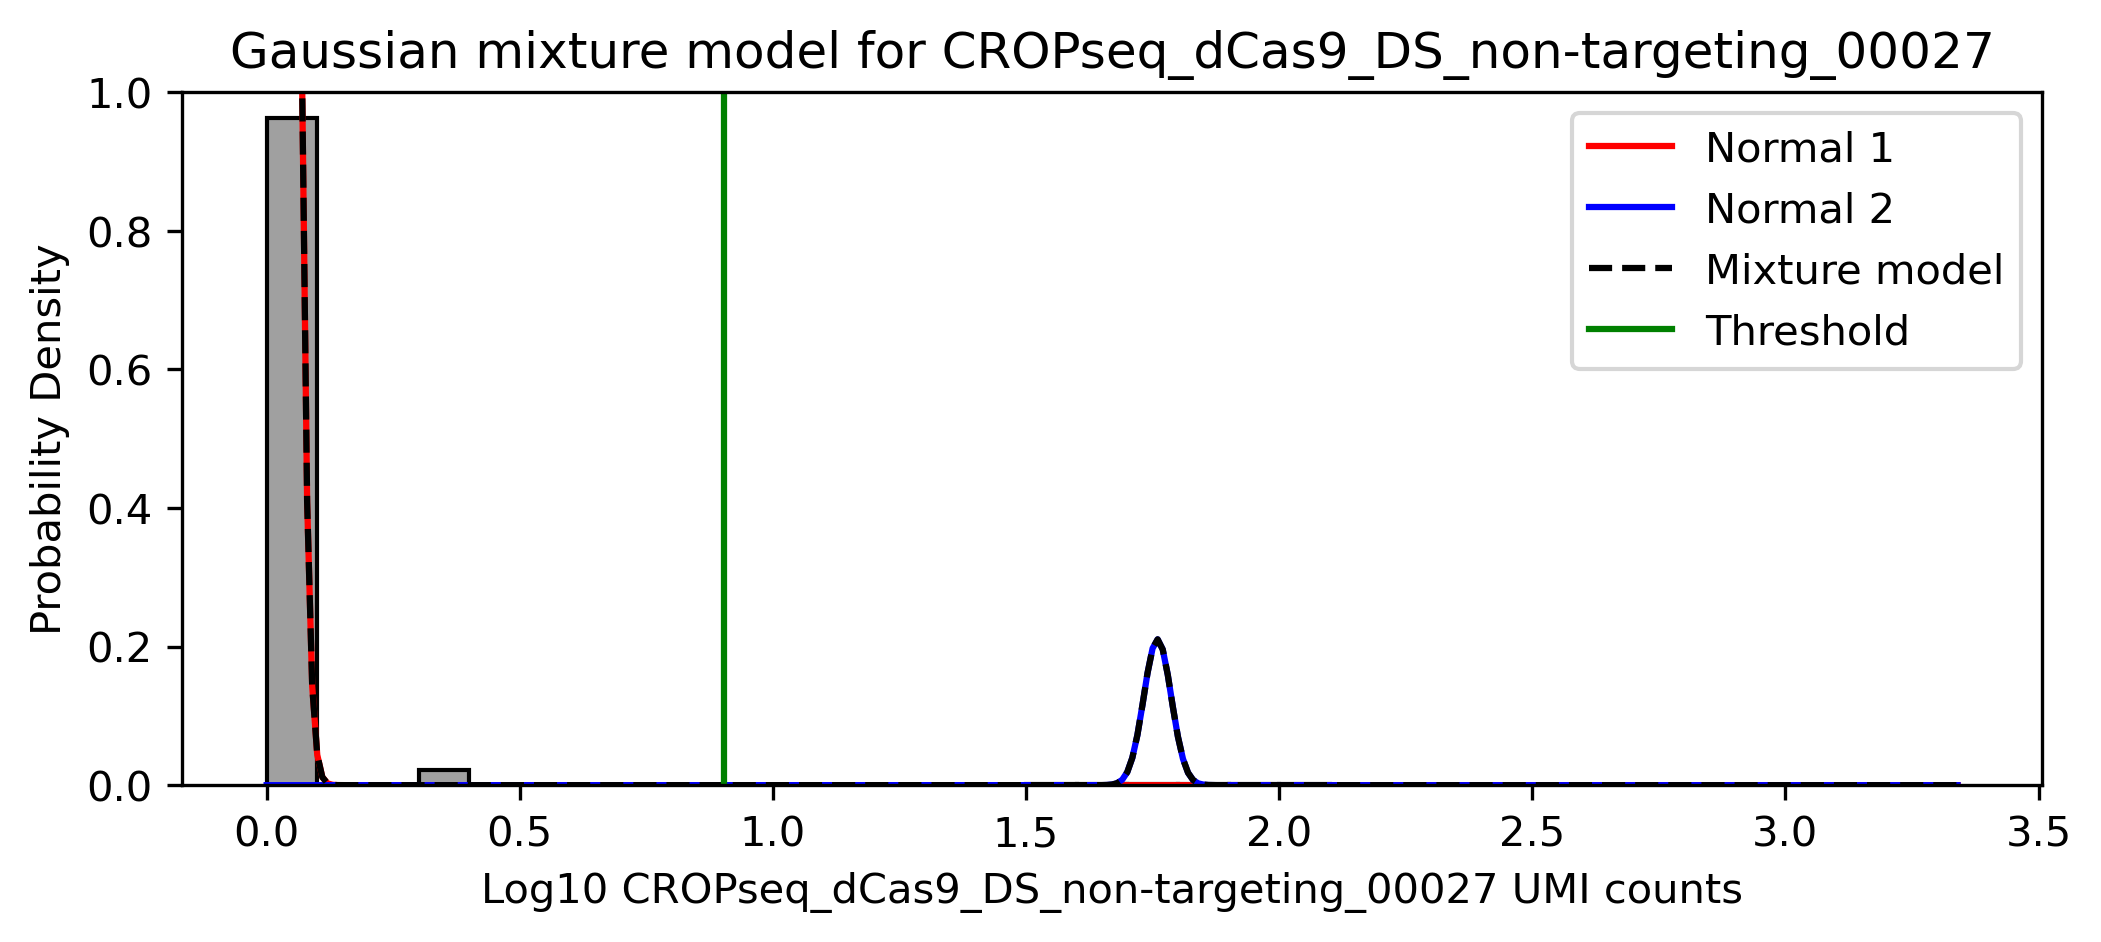 Gaussian mixture model for CROPseq_dCas9_DS_non-targeting_00027
1.0
0.8
0.6
0.4
0.2
0.0
Probability Density
Normal 1
Normal 2
Mixture model
Threshold
0.0 0.5 1.0 1.5 2.0 2.5 3.0 3.5
Log10 CROPseq_dCas9_DS_non-targeting_00027 UMI counts